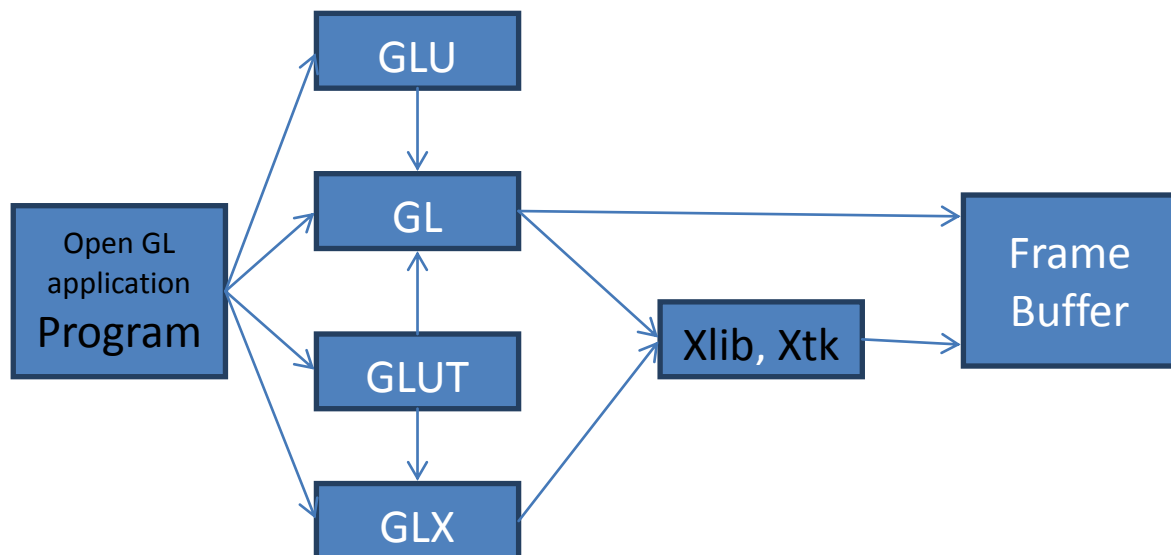 GLU
GL
Open GL
application
Program
GLUT
GLX
Xlib, Xtk
Frame
Buffer